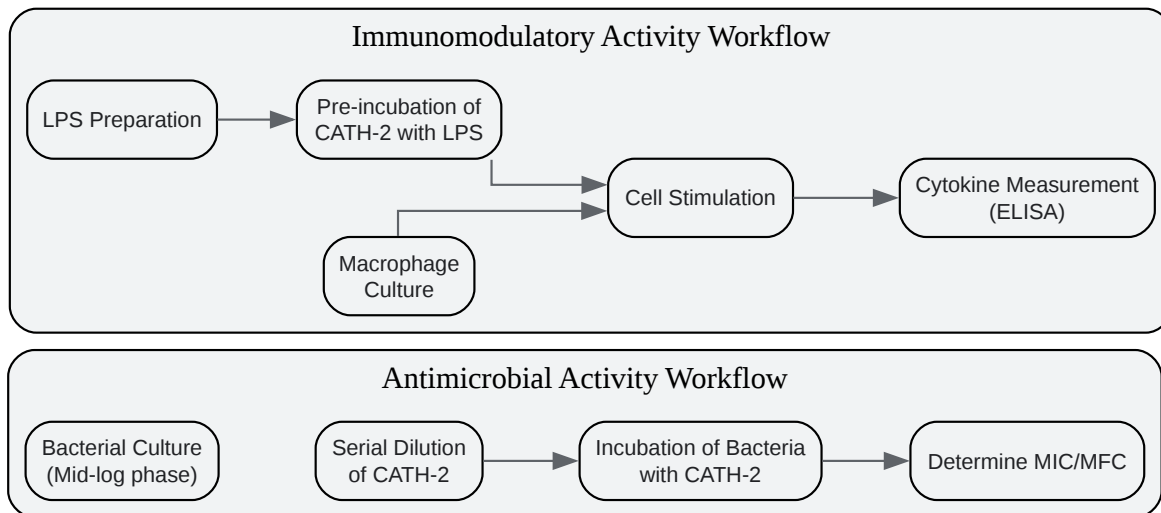 Immunomodulatory Activity Workflow
LPS Preparation
Pre-incubation of
CATH-2 with LPS
Cell Stimulation
Cytokine Measurement
(ELISA)
Macrophage
Culture
Antimicrobial Activity Workflow
Bacterial Culture
(Mid-log phase)
Serial Dilution
of CATH-2
Incubation of Bacteria
with CATH-2
Determine MIC/MFC